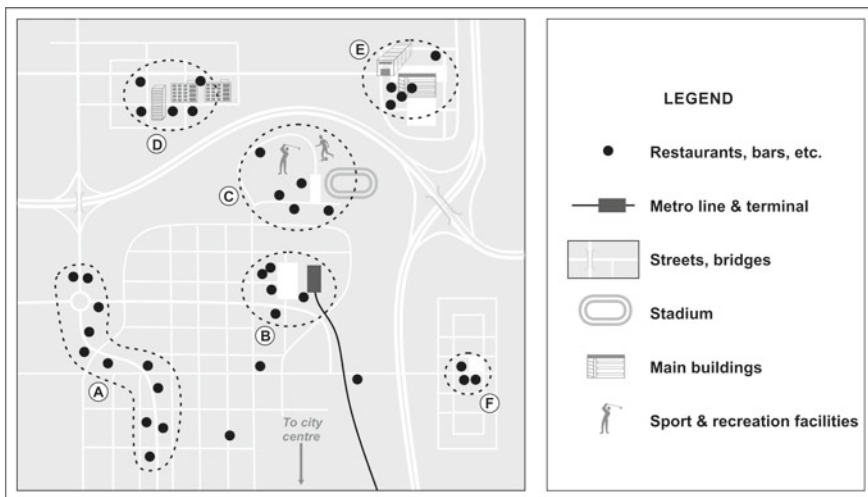 E
D
C
B
A
F
To city
centre
LEGEND
Restaurants, bars, etc.
Metro line & terminal
Streets, bridges
Stadium
Main buildings
Sport & recreation facilities